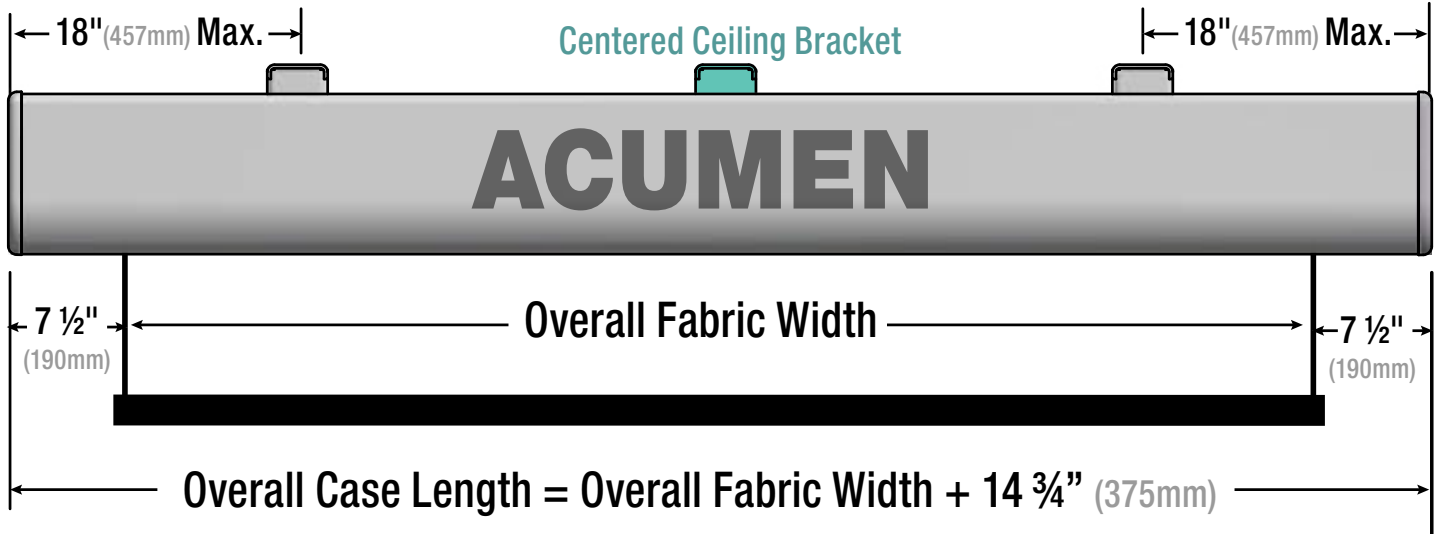 18"(457mm) Max.
Centered Ceiling Bracket
18"(457mm) Max.
ACUMEN
7 ½"
(190mm)
Overall Fabric Width
7 ½"
(190mm)
Overall Case Length = Overall Fabric Width + 14 ¾” (375mm)